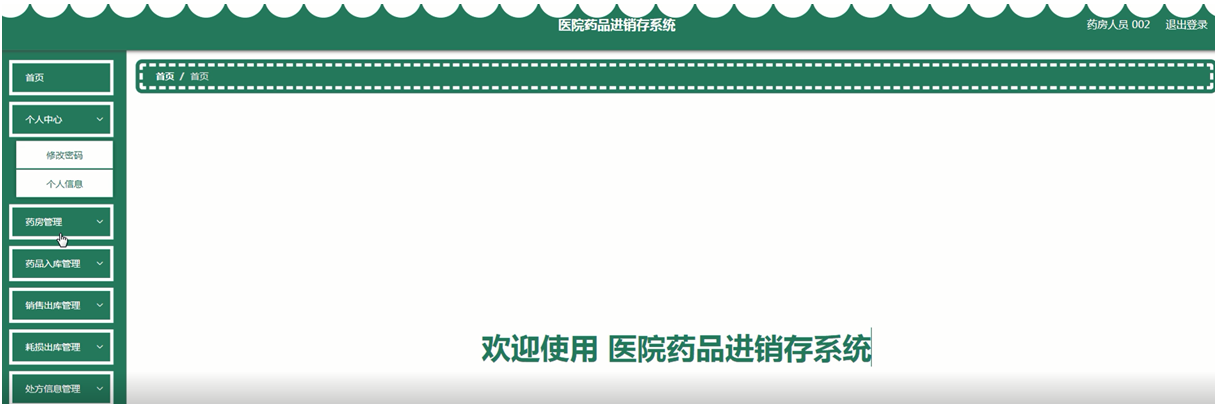 医院药品进销存系统
药房人员 002 退出登录
首页
首页 / 首页
个人中心
修改密码
个人信息
药房管理
药品入库管理
销售出库管理
耗损出库管理
处方信息管理
欢迎使用 医院药品进销存系统